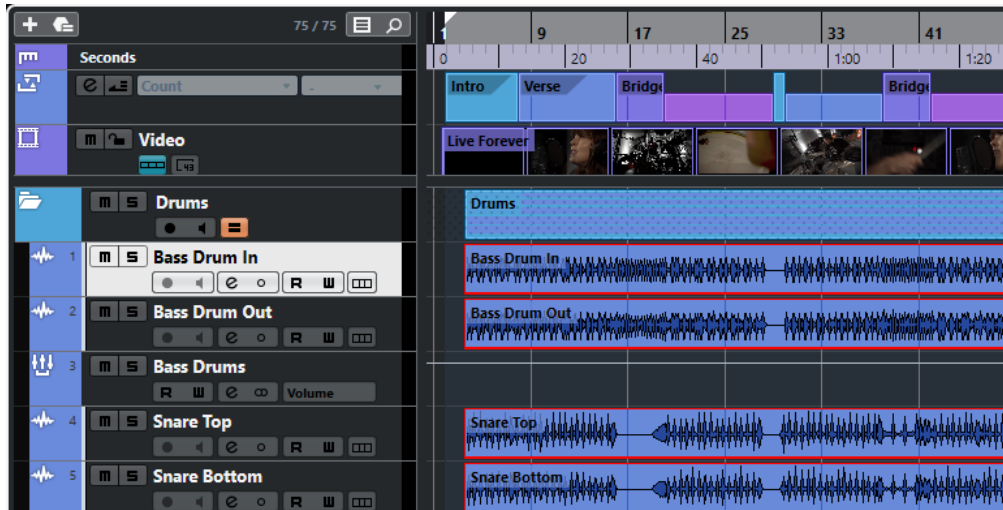 75 / 75
1 9 17 25 33 41
Seconds
0 20 40 1:00 1:20
e Count -
Intro Verse Bridge Bridge
m Video
Live Forever
m S Drums
Drums
1 m S Bass Drum In
Bass Drum In
e R W
2 m S Bass Drum Out
Bass Drum Out
e R W
3 m S Bass Drums
R W e Volume
4 m S Snare Top
Snare Top
e R W
5 m S Snare Bottom
Snare Bottom
e R W